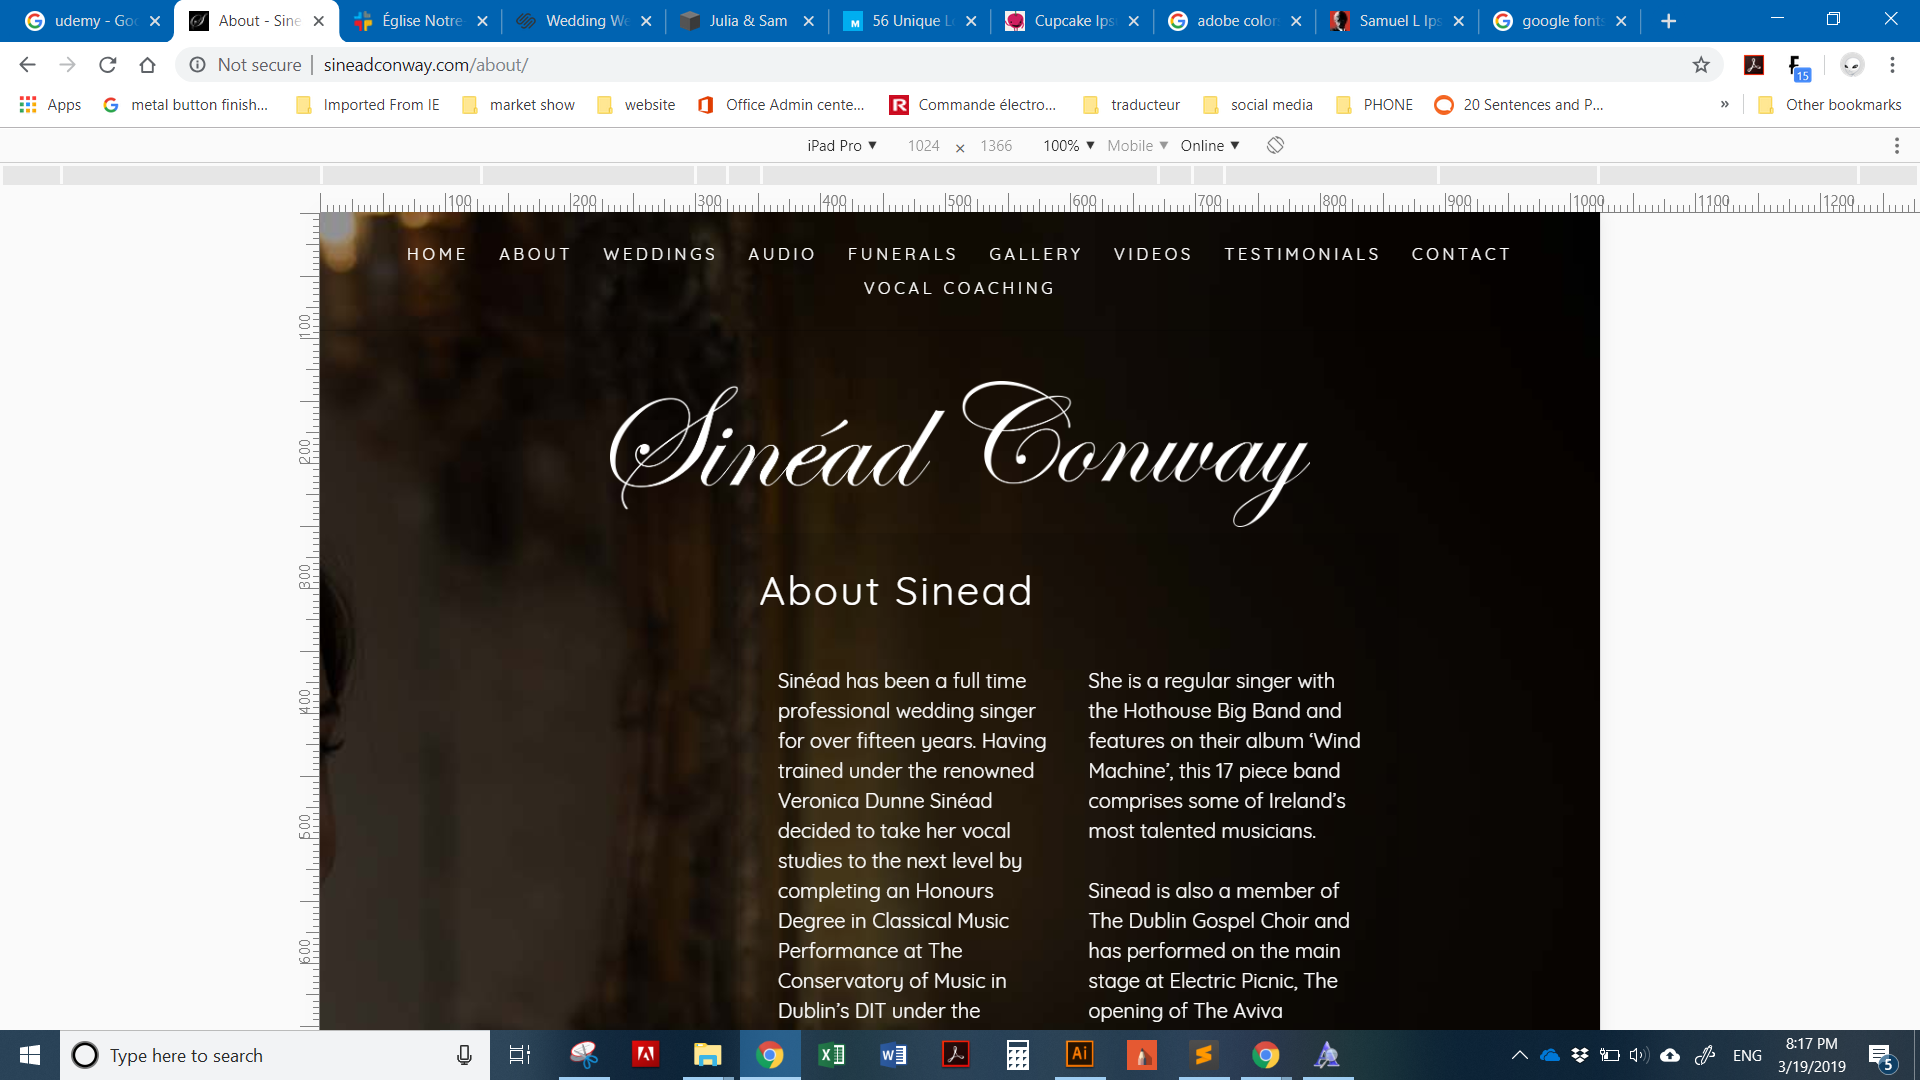 udemy - Goo
About - Sine
Église Notre-
Wedding We
Julia & Sam
56 Unique Lo
Cupcake Ips
adobe color
Samuel L Ips
google fonts
Not secure
sineadconway.com/about/
15
Apps
metal button finish...
Imported From IE
market show
website
Office Admin cente...
Commande électro...
traducteur
social media
PHONE
20 Sentences and P...
»
Other bookmarks
iPad Pro
1024 × 1366
100%
Mobile
Online
100 200 300 400 500 600 700 800 900 1000 1100 1200
100
200
300
400
500
600
HOME ABOUT WEDDINGS AUDIO FUNERALS GALLERY VIDEOS TESTIMONIALS CONTACT
VOCAL COACHING
Sinéad Conway
About Sinead
Sinéad has been a full time
professional wedding singer
for over fifteen years. Having
trained under the renowned
Veronica Dunne Sinéad
decided to take her vocal
studies to the next level by
completing an Honours
Degree in Classical Music
Performance at The
Conservatory of Music in
Dublin’s DIT under the
She is a regular singer with
the Hothouse Big Band and
features on their album ‘Wind
Machine’, this 17 piece band
comprises some of Ireland’s
most talented musicians.
Sinead is also a member of
The Dublin Gospel Choir and
has performed on the main
stage at Electric Picnic, The
opening of The Aviva
Type here to search
Ai
ENG
8:17 PM
3/19/2019
5